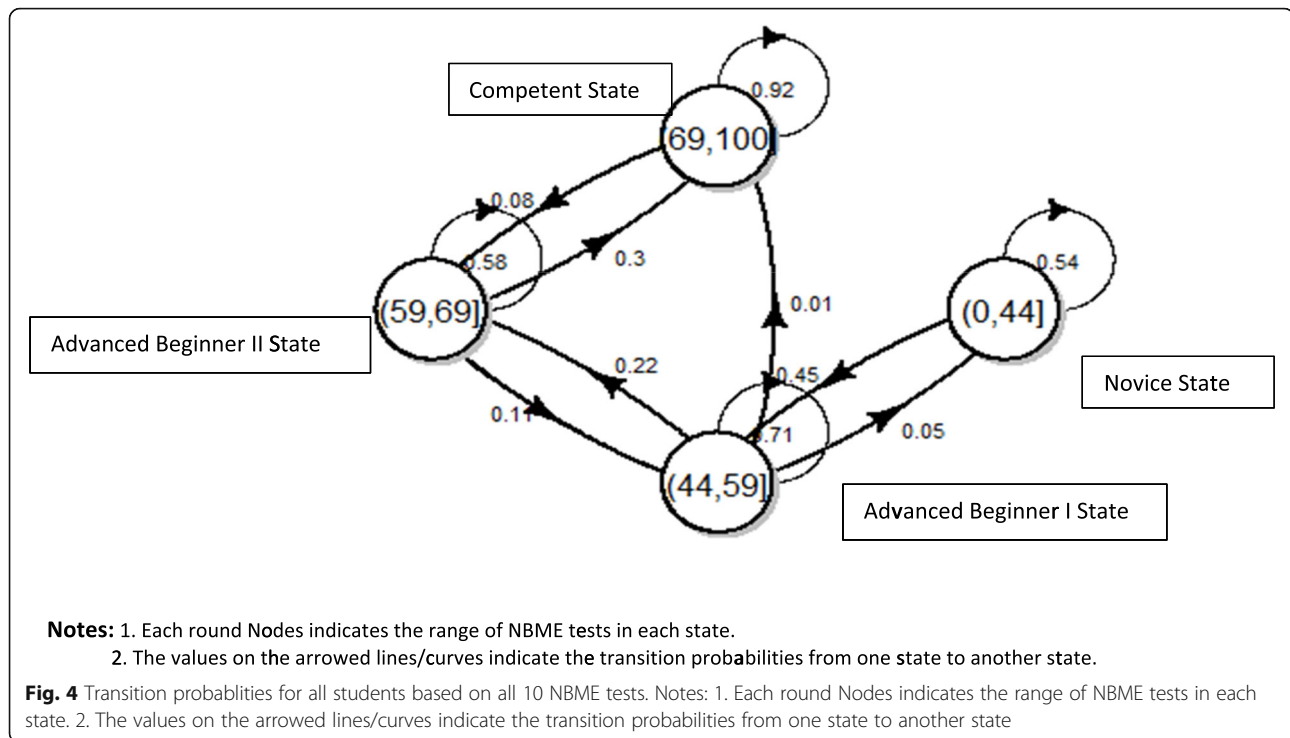 Competent State
0.92
(69,100]
0.08
0.58
0.3
0.54
(59,69]
0.01
(0,44]
Advanced Beginner II State
0.22
0.45
Novice State
0.11
0.71
0.05
(44,59]
Advanced Beginner I State
Notes: 1. Each round Nodes indicates the range of NBME tests in each state.
2. The values on the arrowed lines/curves indicate the transition probabilities from one state to another state.
Fig. 4 Transition probablities for all students based on all 10 NBME tests. Notes: 1. Each round Nodes indicates the range of NBME tests in each
state. 2. The values on the arrowed lines/curves indicate the transition probabilities from one state to another state